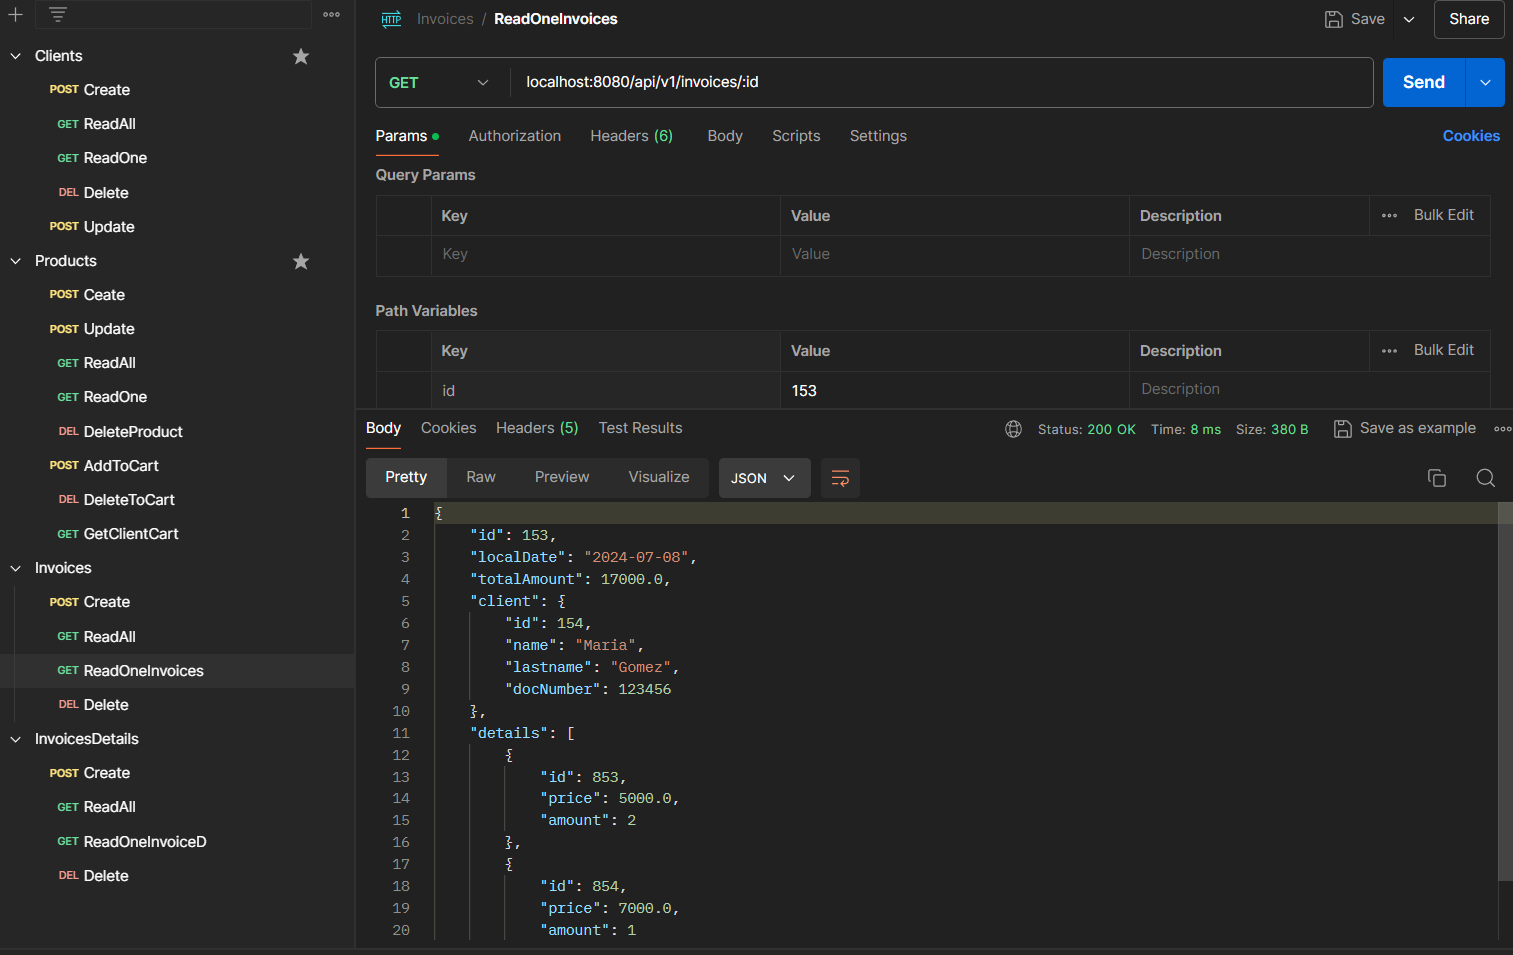 Clients
POST Create
GET ReadAll
GET ReadOne
DEL Delete
POST Update
Products
POST Ceate
POST Update
GET ReadAll
GET ReadOne
DEL DeleteProduct
POST AddToCart
DEL DeleteToCart
GET GetClientCart
Invoices
POST Create
GET ReadAll
GET ReadOneInvoices
DEL Delete
InvoicesDetails
POST Create
GET ReadAll
GET ReadOneInvoiceD
DEL Delete
HTTP Invoices / ReadOneInvoices Save Share
GET localhost:8080/api/v1/invoices/:id Send
Params Authorization Headers (6) Body Scripts Settings Cookies
Query Params
Key Value Description Bulk Edit
Key Value Description
Path Variables
Key Value Description Bulk Edit
id 153 Description
Body Cookies Headers (5) Test Results Status: 200 OK Time: 8 ms Size: 380 B Save as example
Pretty Raw Preview Visualize JSON
1 {
2 "id": 153,
3 "localDate": "2024-07-08",
4 "totalAmount": 17000.0,
5 "client": {
6 "id": 154,
7 "name": "Maria",
8 "lastname": "Gomez",
9 "docNumber": 123456
10 },
11 "details": [
12 {
13 "id": 853,
14 "price": 5000.0,
15 "amount": 2
16 },
17 {
18 "id": 854,
19 "price": 7000.0,
20 "amount": 1